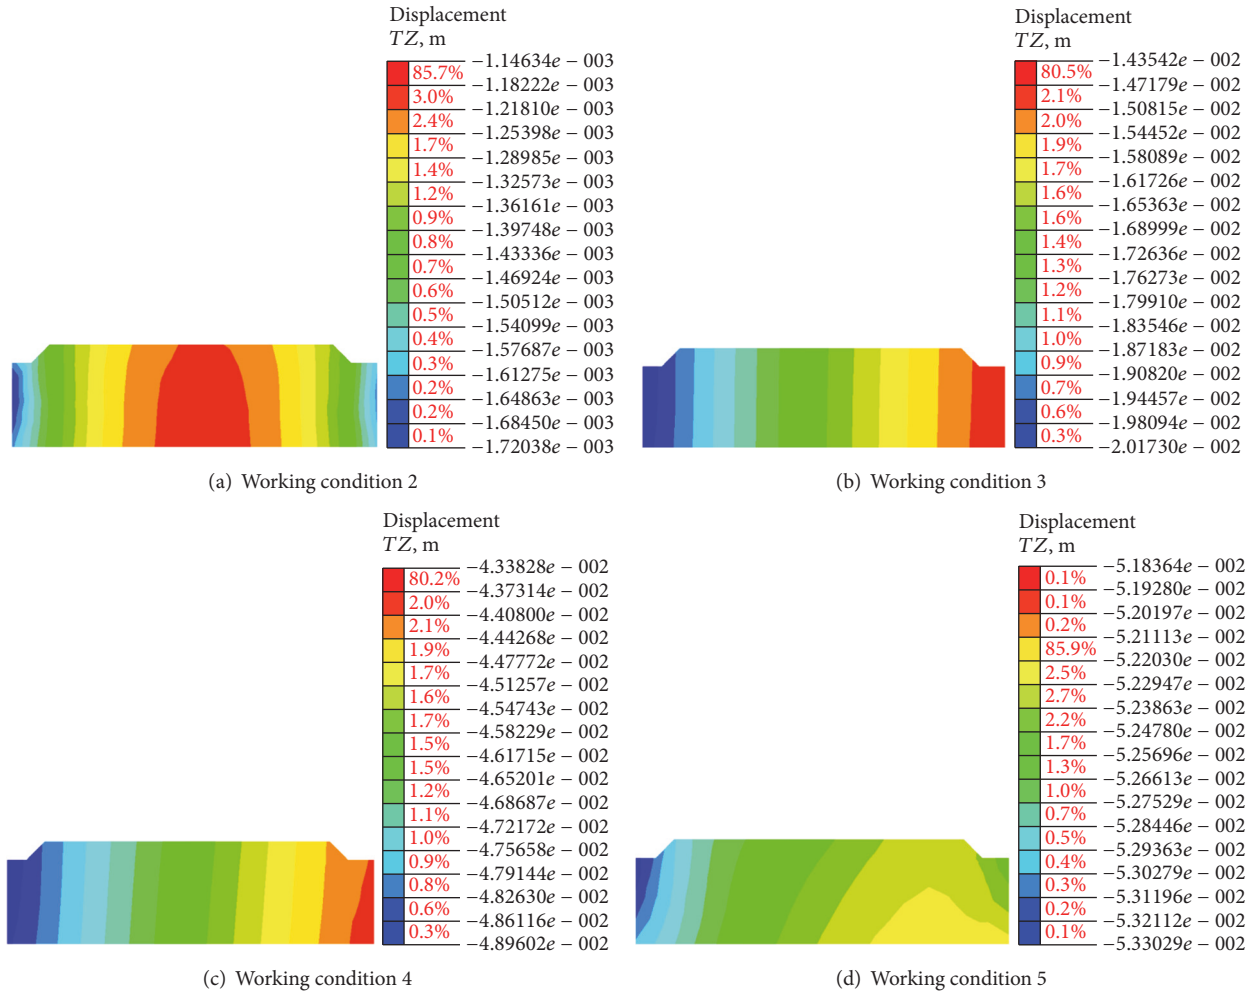 Displacement
TZ, m
85.7%
3.0%
2.4%
1.7%
1.4%
1.2%
0.9%
0.8%
0.7%
0.6%
0.5%
0.4%
0.3%
0.2%
0.2%
0.1%
−1.14634e − 003
−1.18222e − 003
−1.21810e − 003
−1.25398e − 003
−1.28985e − 003
−1.32573e − 003
−1.36161e − 003
−1.39748e − 003
−1.43336e − 003
−1.46924e − 003
−1.50512e − 003
−1.54099e − 003
−1.57687e − 003
−1.61275e − 003
−1.64863e − 003
−1.68450e − 003
−1.72038e − 003
(a) Working condition 2
Displacement
TZ, m
80.5%
2.1%
2.0%
1.9%
1.7%
1.6%
1.6%
1.4%
1.3%
1.2%
1.1%
1.0%
0.9%
0.7%
0.6%
0.3%
−1.43542e − 002
−1.47179e − 002
−1.50815e − 002
−1.54452e − 002
−1.58089e − 002
−1.61726e − 002
−1.65363e − 002
−1.68999e − 002
−1.72636e − 002
−1.76273e − 002
−1.79910e − 002
−1.83546e − 002
−1.87183e − 002
−1.90820e − 002
−1.94457e − 002
−1.98094e − 002
−2.01730e − 002
(b) Working condition 3
Displacement
TZ, m
80.2%
2.0%
2.1%
1.9%
1.7%
1.6%
1.7%
1.5%
1.5%
1.2%
1.1%
1.0%
0.9%
0.8%
0.6%
0.3%
−4.33828e − 002
−4.37314e − 002
−4.40800e − 002
−4.44268e − 002
−4.47772e − 002
−4.51257e − 002
−4.54743e − 002
−4.58229e − 002
−4.61715e − 002
−4.65201e − 002
−4.68687e − 002
−4.72172e − 002
−4.75658e − 002
−4.79144e − 002
−4.82630e − 002
−4.86116e − 002
−4.89602e − 002
(c) Working condition 4
Displacement
TZ, m
0.1%
0.1%
0.2%
85.9%
2.5%
2.7%
2.2%
1.7%
1.3%
1.0%
0.7%
0.5%
0.4%
0.3%
0.2%
0.1%
−5.18364e − 002
−5.19280e − 002
−5.20197e − 002
−5.21113e − 002
−5.22030e − 002
−5.22947e − 002
−5.23863e − 002
−5.24780e − 002
−5.25696e − 002
−5.26613e − 002
−5.27529e − 002
−5.28446e − 002
−5.29363e − 002
−5.30279e − 002
−5.31196e − 002
−5.32112e − 002
−5.33029e − 002
(d) Working condition 5